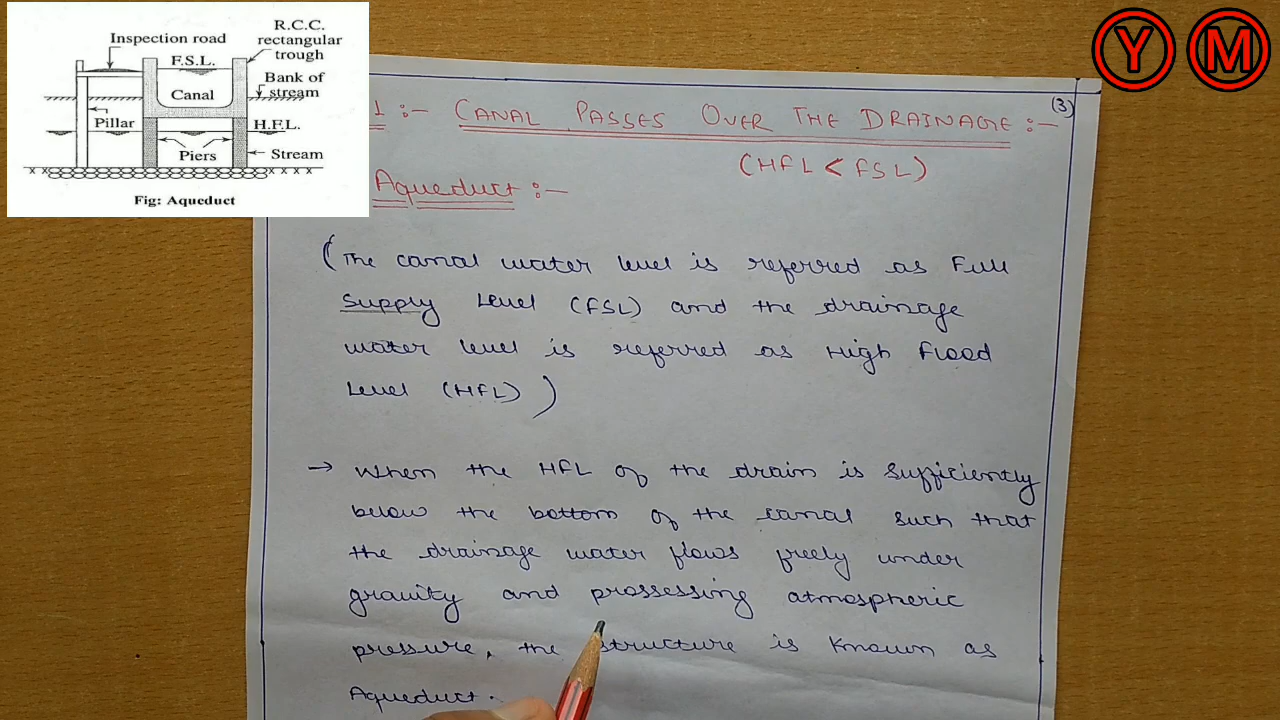 Inspection road
R.C.C.
rectangular
trough
F.S.L.
Bank of
stream
Canal
Pillar
H.F.L.
Piers
Stream
Fig: Aqueduct
Y M
(3)
1 :- CANAL PASSES OVER THE DRAINAGE :-
(HFL < FSL)
Aqueduct :-
(The canal water level is referred as Full
Supply Level (FSL) and the drainage
water level is referred as High Flood
Level (HFL) )
→ When the HFL of the drain is sufficiently
below the bottom of the canal such that
the drainage water flows freely under
gravity and prossessing atmospheric
pressure, the structure is known as
Aqueduct.